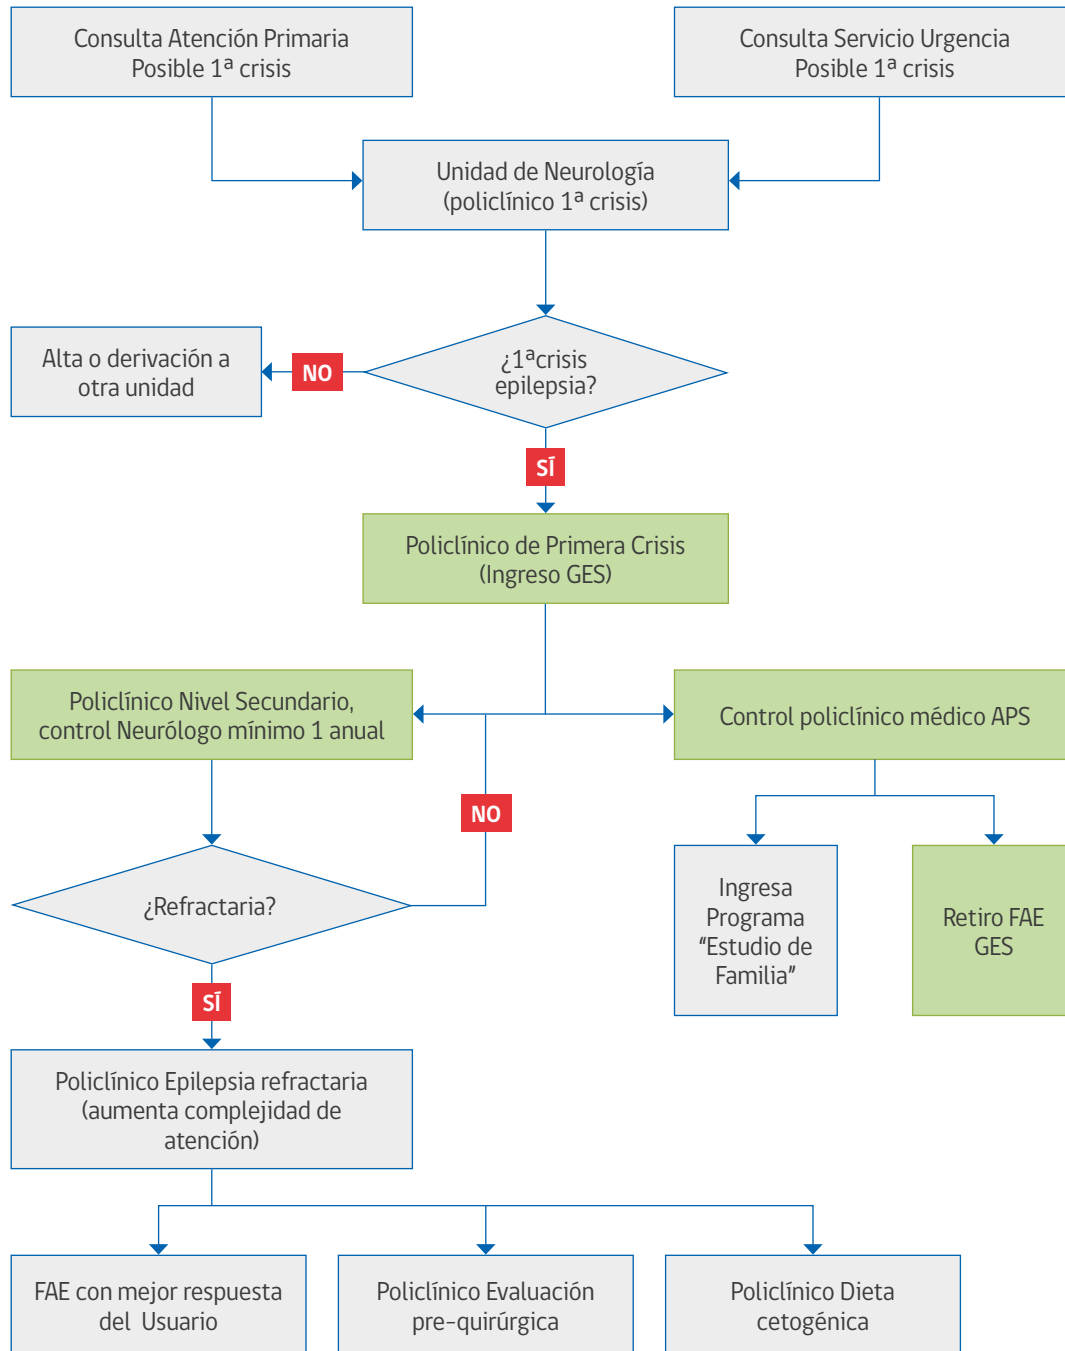 Consulta Atención Primaria
Posible 1ª crisis
Consulta Servicio Urgencia
Posible 1ª crisis
Unidad de Neurología
(policlínico 1ª crisis)
Alta o derivación a
otra unidad
NO
¿1ªcrisis
epilepsia?
SÍ
Policlínico de Primera Crisis
(Ingreso GES)
Policlínico Nivel Secundario,
control Neurólogo mínimo 1 anual
Control policlínico médico APS
NO
¿Refractaria?
Ingresa
Programa
“Estudio de
Familia”
Retiro FAE
GES
SÍ
Policlínico Epilepsia refractaria
(aumenta complejidad de
atención)
FAE con mejor respuesta
del Usuario
Policlínico Evaluación
pre-quirúrgica
Policlínico Dieta
cetogénica